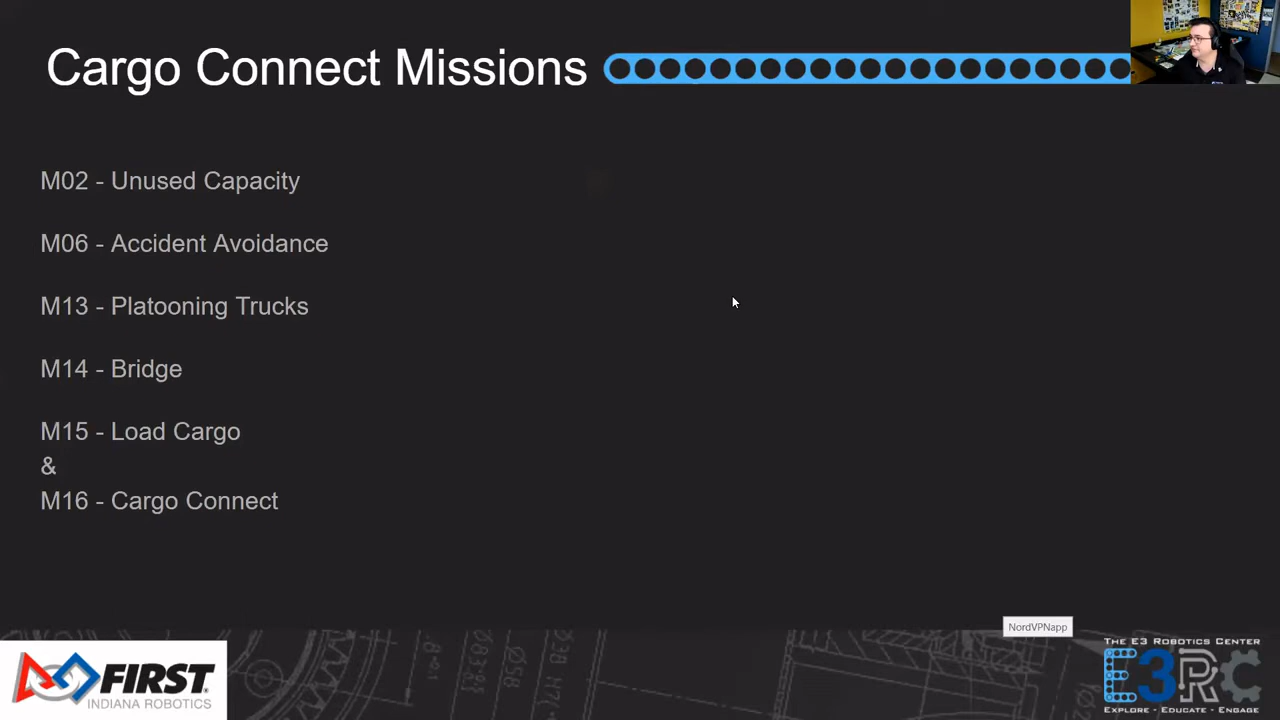 Cargo Connect Missions
M02 - Unused Capacity
M06 - Accident Avoidance
M13 - Platooning Trucks
M14 - Bridge
M15 - Load Cargo
&
M16 - Cargo Connect
NordVPNapp
FIRST
INDIANA ROBOTICS
THE E3 ROBOTICS CENTER
E3RC
EXPLORE - EDUCATE - ENGAGE